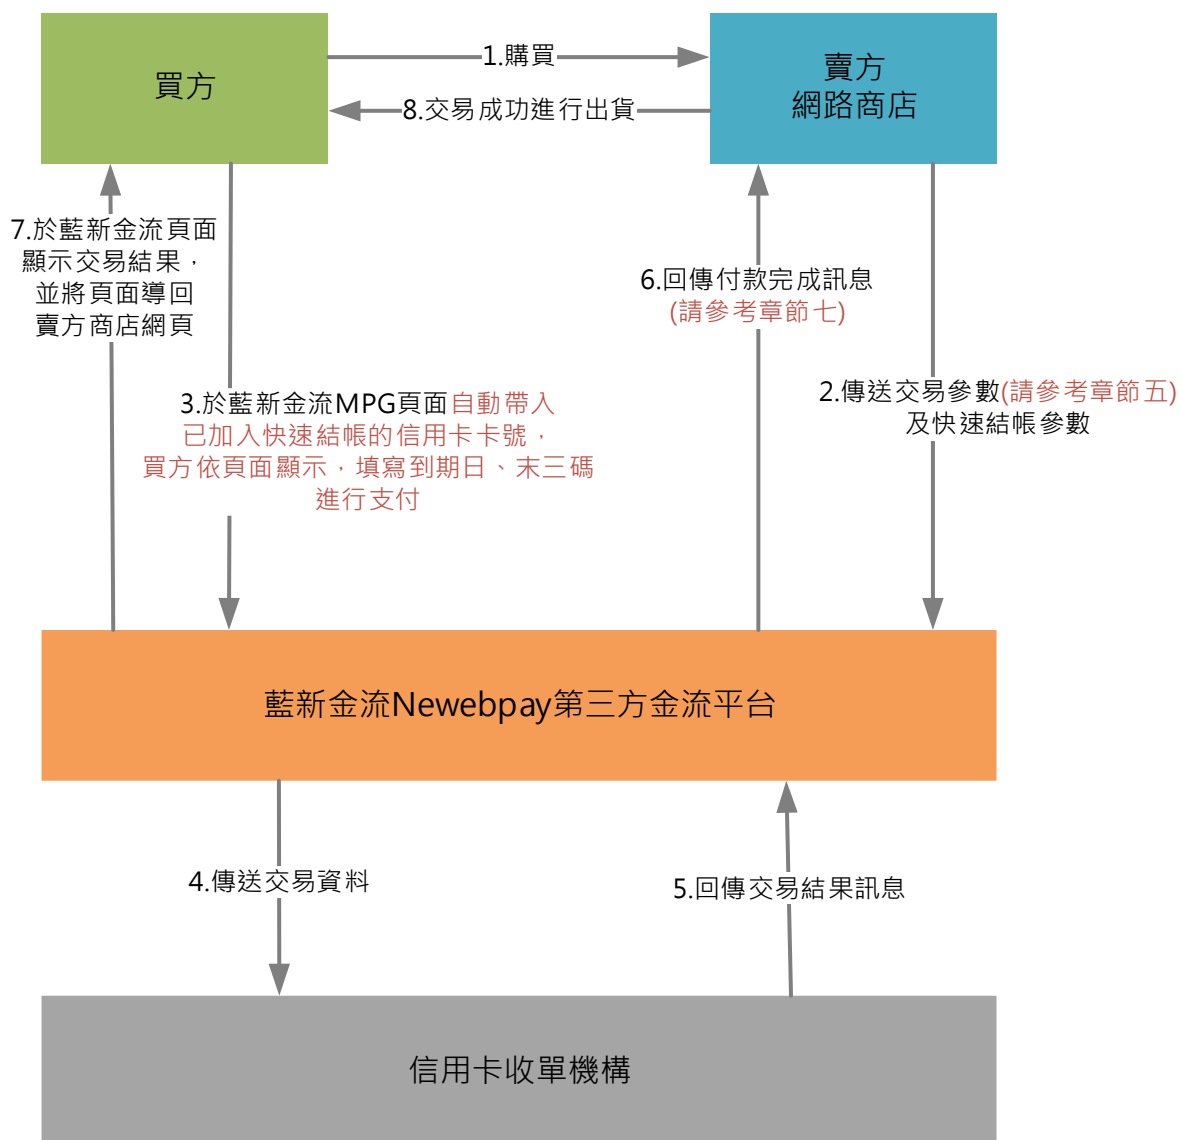 買方
1.購買
賣方
網路商店
8.交易成功進行出貨
7.於藍新金流頁面
顯示交易結果，
並將頁面導回
賣方商店網頁
6.回傳付款完成訊息
(請參考章節七)
2.傳送交易參數(請參考章節五)
及快速結帳參數
3.於藍新金流MPG頁面自動帶入
已加入快速結帳的信用卡卡號，
買方依頁面顯示，填寫到期日、末三碼
進行支付
藍新金流Newebpay第三方金流平台
4.傳送交易資料
5.回傳交易結果訊息
信用卡收單機構